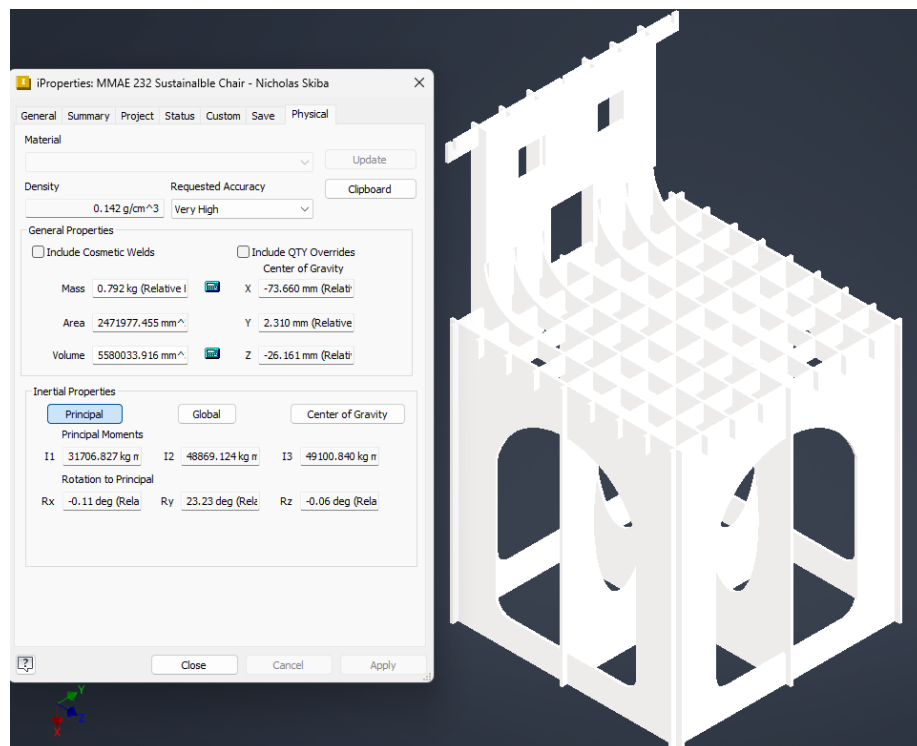 iProperties: MMAE 232 Sustainalble Chair - Nicholas Skiba
General Summary Project Status Custom Save Physical
Material
Update
Density Requested Accuracy Clipboard
0.142 g/cm^3 Very High
General Properties
Include Cosmetic Welds Include QTY Overrides
Center of Gravity
Mass 0.792 kg (Relative X -73.660 mm (Relati
Area 2471977.455 mm^ Y 2.310 mm (Relative
Volume 5580033.916 mm^ Z -26.161 mm (Relati
Inertial Properties
Principal Global Center of Gravity
Principal Moments
I1 31706.827 kg I2 48869.124 kg I3 49100.840 kg
Rotation to Principal
Rx -0.11 deg (Rela Ry 23.23 deg (Rela Rz -0.06 deg (Rela
? Close Cancel Apply
Y
Z
X